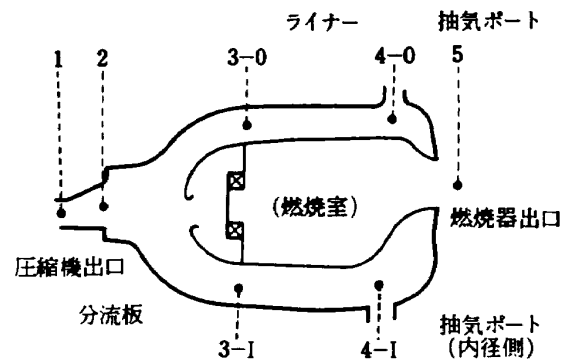 ライナー
抽気ポート
1
2
3-O
4-O
5
(燃焼室)
燃焼器出口
圧縮機出口
分流板
3-I
4-I
抽気ポート
(内径側)